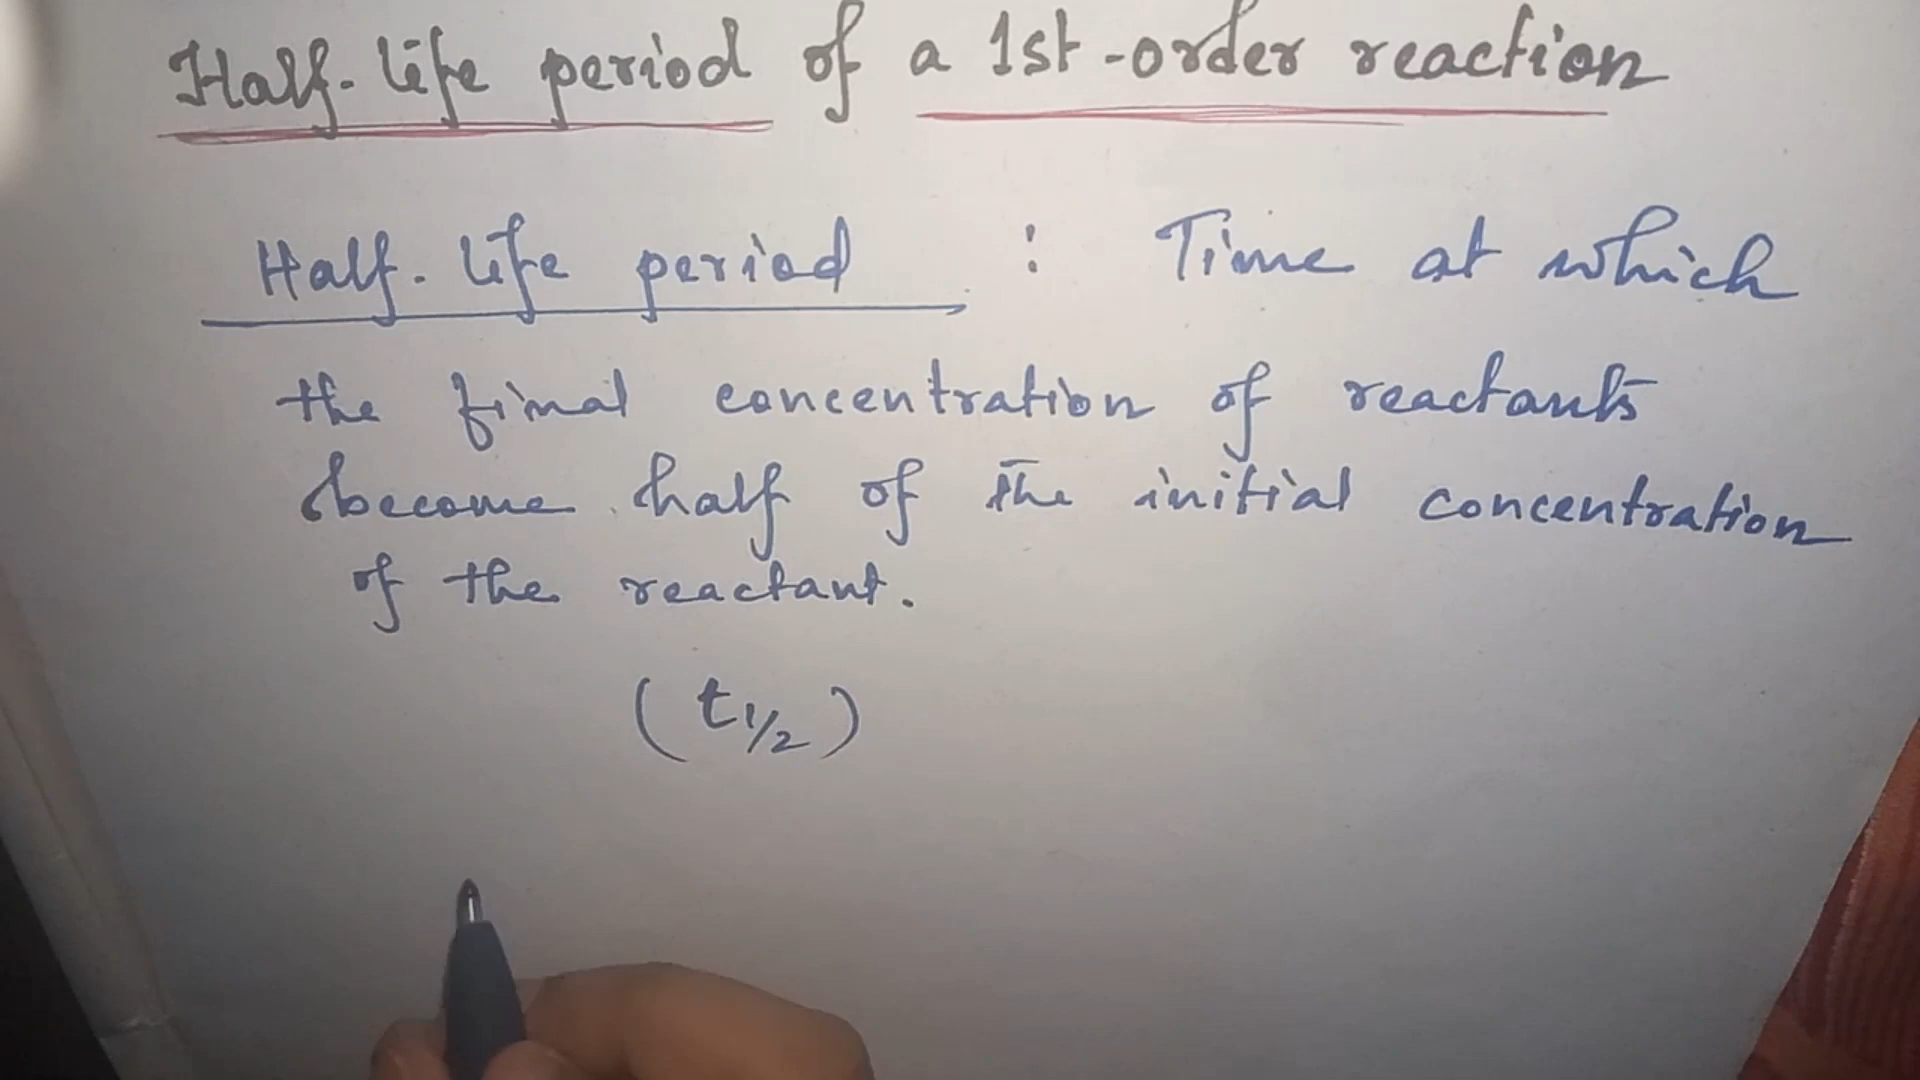 Half-life period of a 1st-order reaction
Half-life period : Time at which
the final concentration of reactants
become half of the initial concentration
of the reactant.
(t1/2)